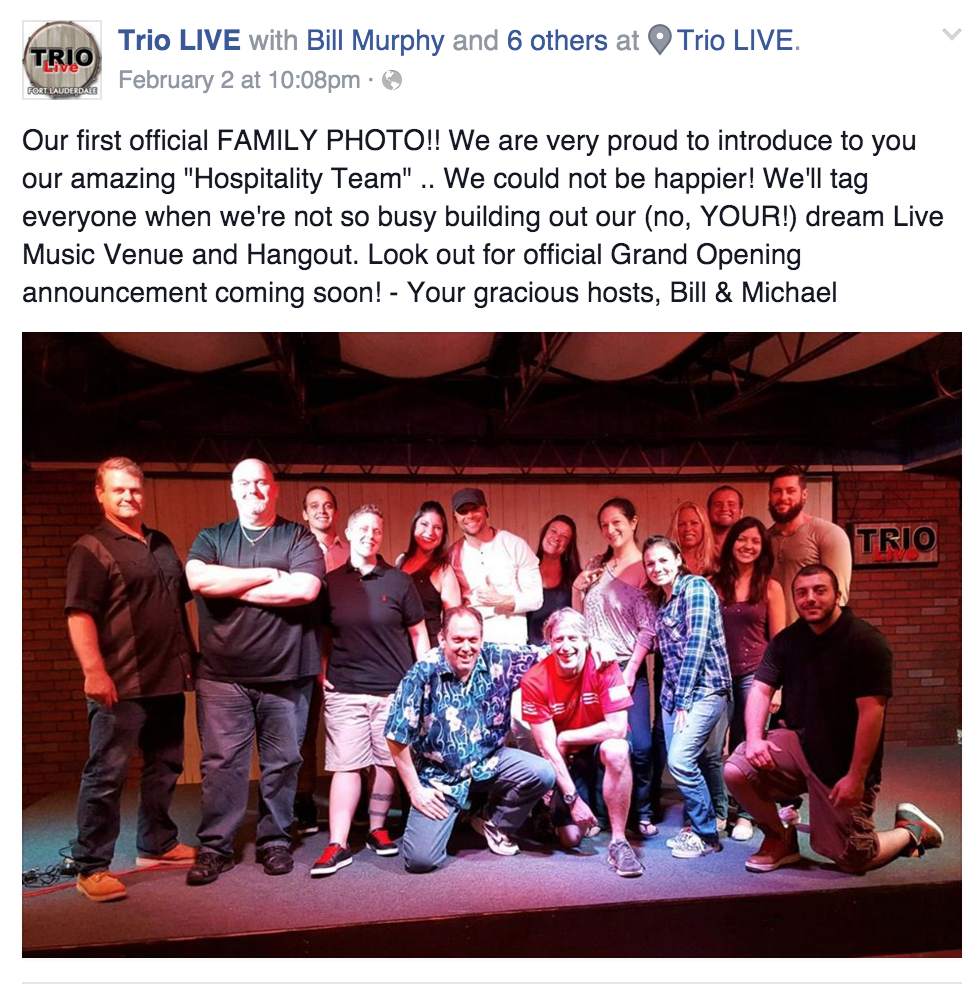 TRIO
Live
FORT LAUDERDALE
Trio LIVE with Bill Murphy and 6 others at Trio LIVE.
February 2 at 10:08pm ·
Our first official FAMILY PHOTO!! We are very proud to introduce to you
our amazing "Hospitality Team" .. We could not be happier! We'll tag
everyone when we're not so busy building out our (no, YOUR!) dream Live
Music Venue and Hangout. Look out for official Grand Opening
announcement coming soon! - Your gracious hosts, Bill & Michael
TRIO
LIVE